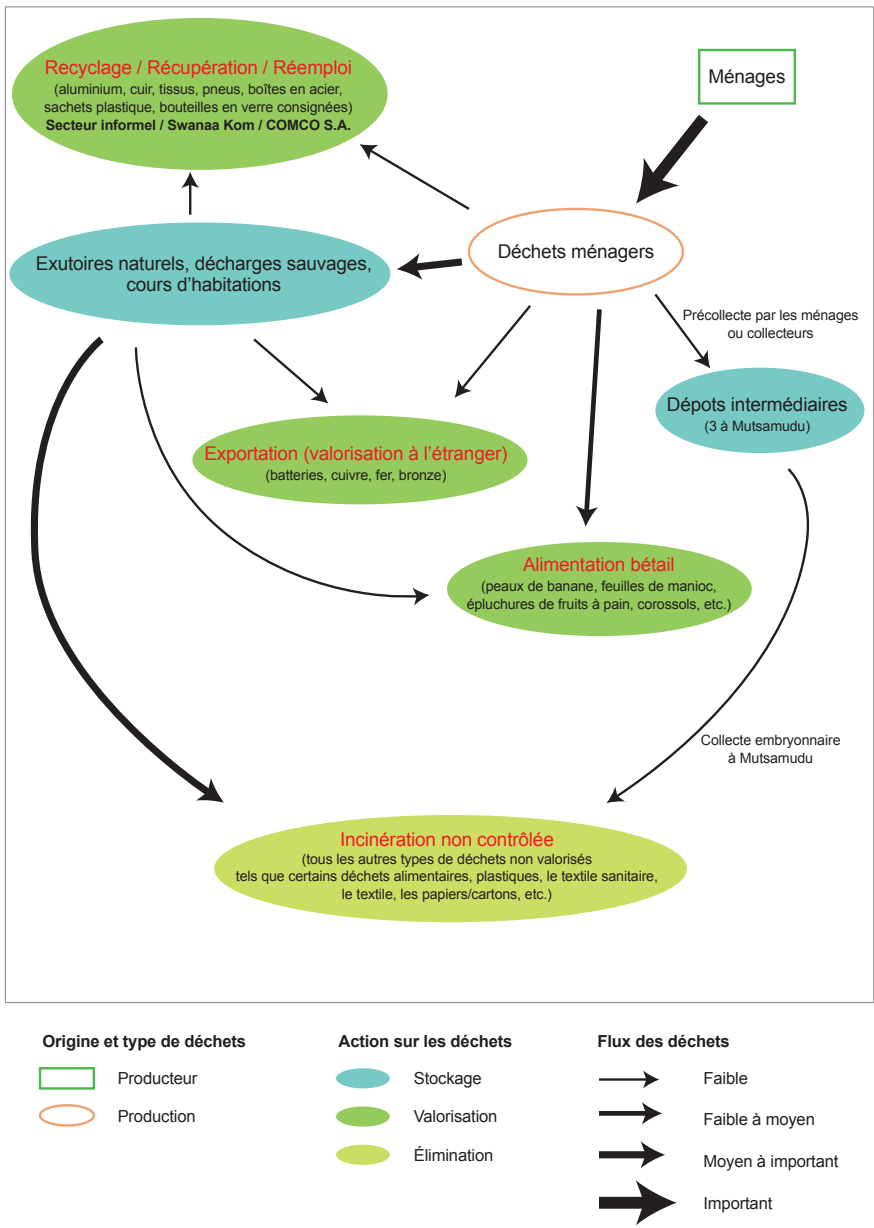 Recyclage / Récupération / Réemploi
(aluminium, cuir, tissus, pneus, boîtes en acier,
sachets plastique, bouteilles en verre consignées)
Secteur informel / Swanaa Kom / COMCO S.A.
Ménages
Exutoires naturels, décharges sauvages,
cours d'habitations
Déchets ménagers
Précollecte par les ménages
ou collecteurs
Dépots intermédiaires
(3 à Mutsamudu)
Exportation (valorisation à l'étranger)
(batteries, cuivre, fer, bronze)
Alimentation bétail
(peaux de banane, feuilles de manioc,
épluchures de fruits à pain, corossols, etc.)
Collecte embryonnaire
à Mutsamudu
Incinération non contrôlée
(tous les autres types de déchets non valorisés
tels que certains déchets alimentaires, plastiques, le textile sanitaire,
le textile, les papiers/cartons, etc.)
Origine et type de déchets
Producteur
Production
Action sur les déchets
Stockage
Valorisation
Élimination
Flux des déchets
Faible
Faible à moyen
Moyen à important
Important